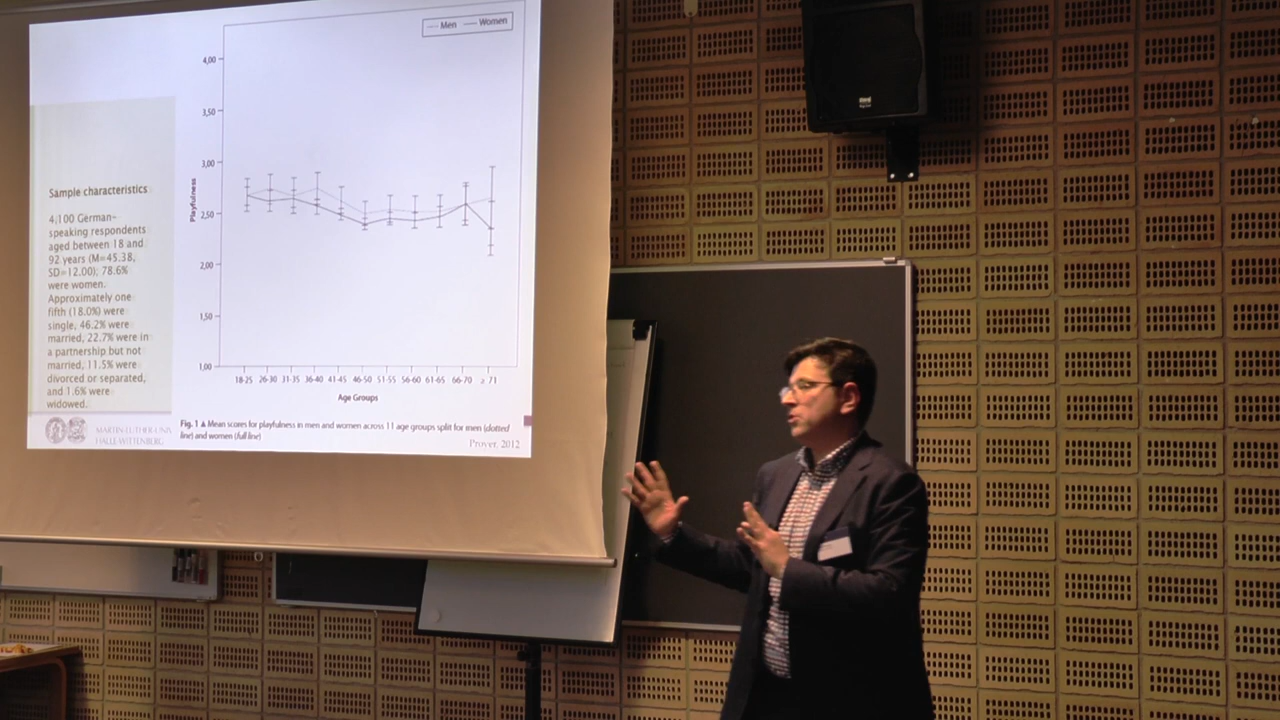 Men Women
4,00
3,50
3,00
2,50
2,00
1,50
1,00
Playfulness
18-25 26-30 31-35 36-40 41-45 46-50 51-55 56-60 61-65 66-70 ≥ 71
Age Groups
Sample characteristics
4,100 German-
speaking respondents
aged between 18 and
92 years (M=45.38,
SD=12.00); 78.6%
were women.
Approximately one
fifth (18.0%) were
single, 46.2% were
married, 22.7% were in
a partnership but not
married, 11.5% were
divorced or separated,
and 1.6% were
widowed.
MARTIN-LUTHER-UNIV
HALLE-WITTENBERG
Fig. 1 ▲ Mean scores for playfulness in men and women across 11 age groups split for men (dotted
line) and women (full line)
Proyer, 2012